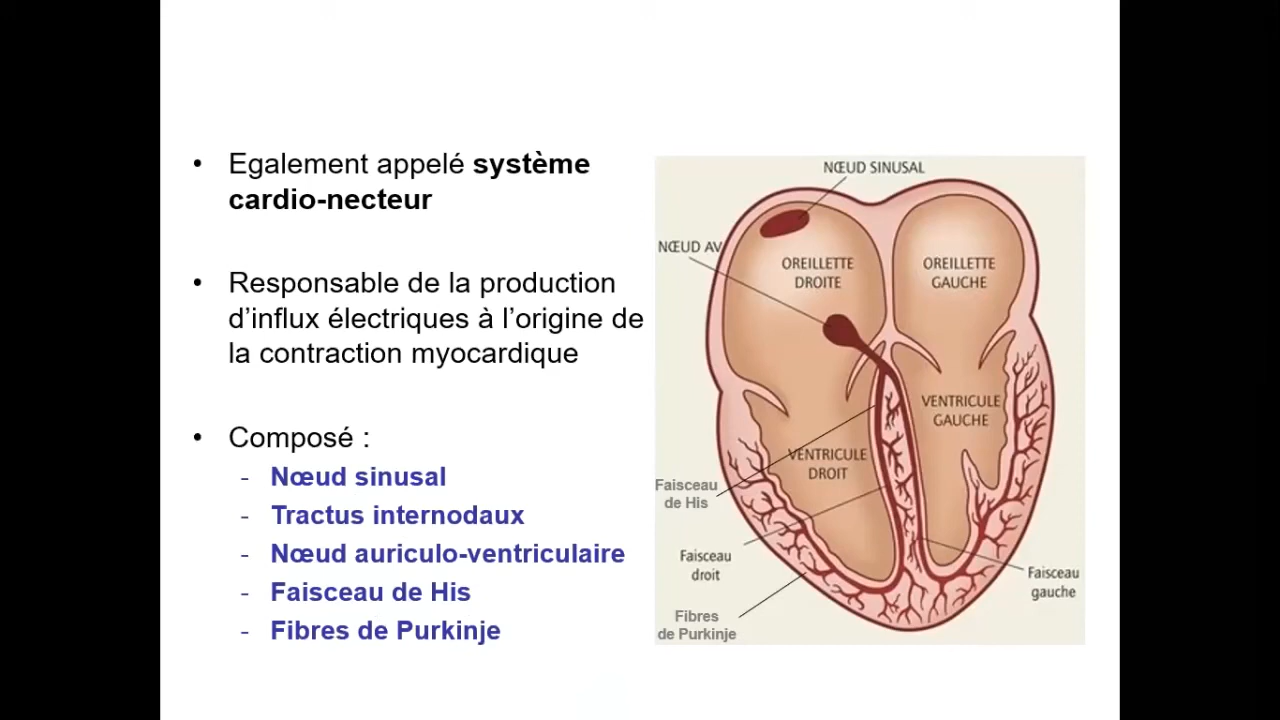 • Egalement appelé système
cardio-necteur
• Responsable de la production
d’influx électriques à l’origine de
la contraction myocardique
• Composé :
- Nœud sinusal
- Tractus internodaux
- Nœud auriculo-ventriculaire
- Faisceau de His
- Fibres de Purkinje
NŒUD SINUSAL
NŒUD AV
OREILLETTE
DROITE
OREILLETTE
GAUCHE
VENTRICULE
GAUCHE
VENTRICULE
DROIT
Faisceau
de His
Faisceau
droit
Faisceau
gauche
Fibres
de Purkinje